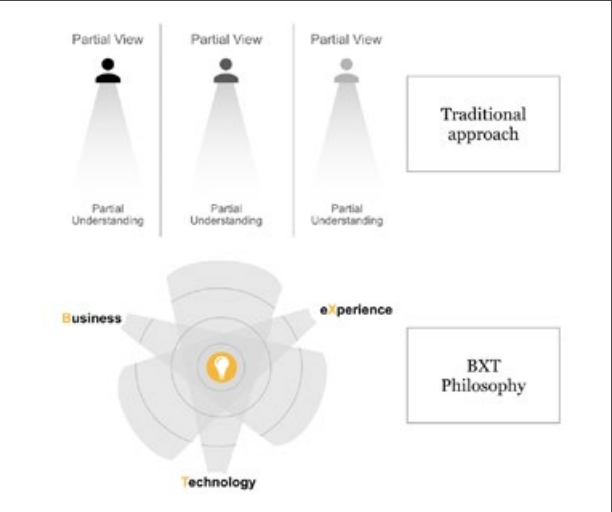 Partial View
Partial View
Partial View
Traditional
approach
Partial
Understanding
Partial
Understanding
Partial
Understanding
Business
eXperience
BXT
Philosophy
Technology